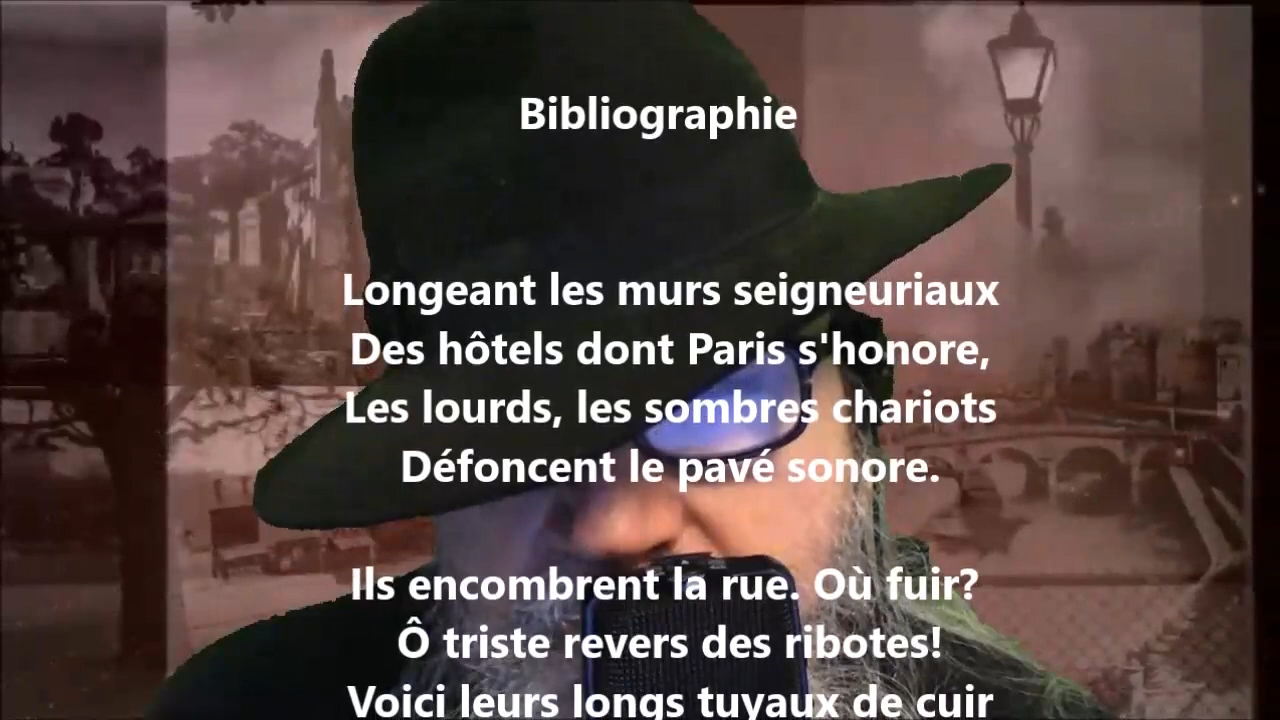 Bibliographie
Longeant les murs seigneuriaux
Des hôtels dont Paris s'honore,
Les lourds, les sombres chariots
Défoncent le pavé sonore.
Ils encombrent la rue. Où fuir?
Ô triste revers des ribotes!
Voici leurs longs tuyaux de cuir